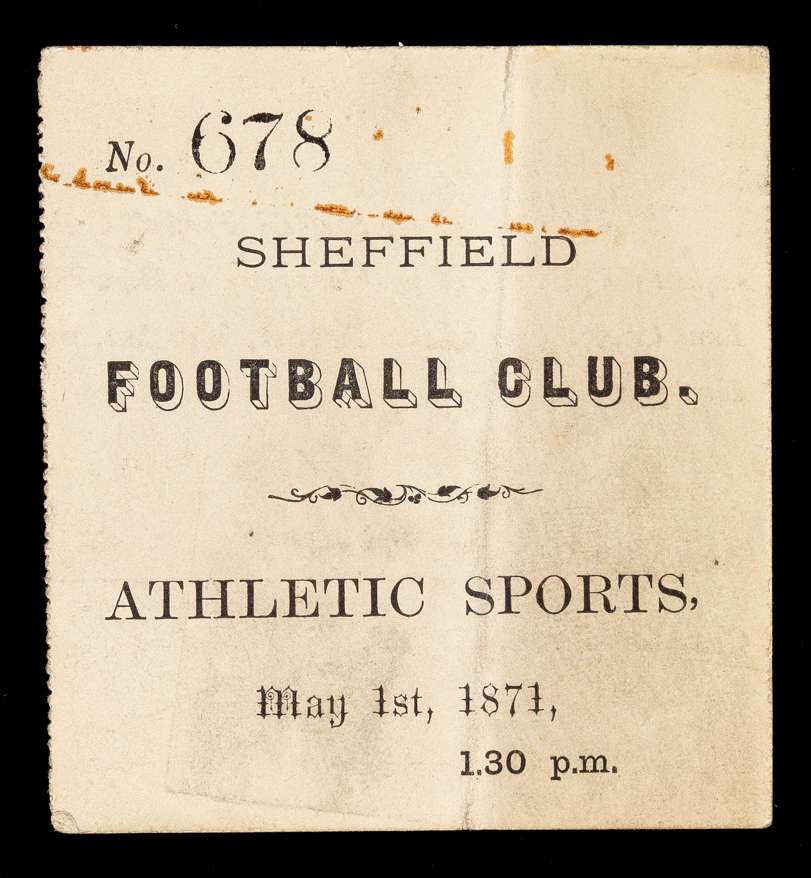 No. 678
SHEFFIELD
FOOTBALL CLUB.
ATHLETIC SPORTS,
May 1st, 1871,
1.30 p.m.